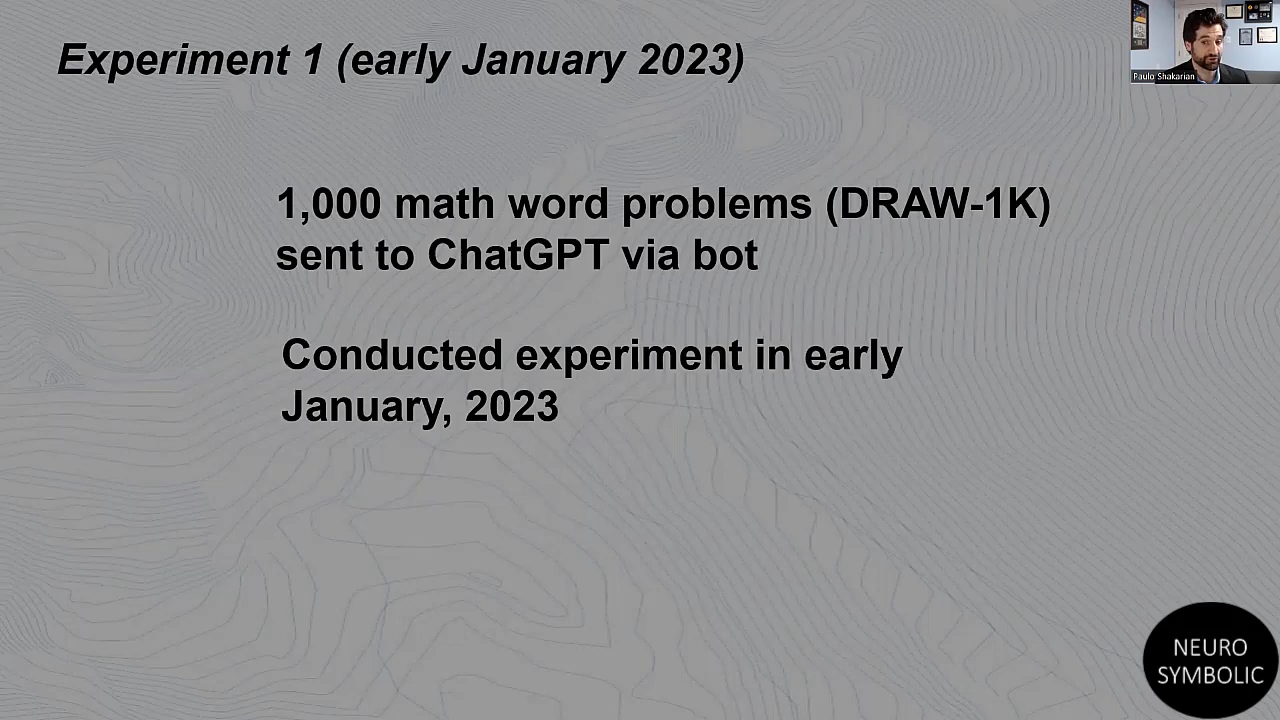 Experiment 1 (early January 2023)
Paulo Shakarian
1,000 math word problems (DRAW-1K)
sent to ChatGPT via bot
Conducted experiment in early
January, 2023
NEURO
SYMBOLIC